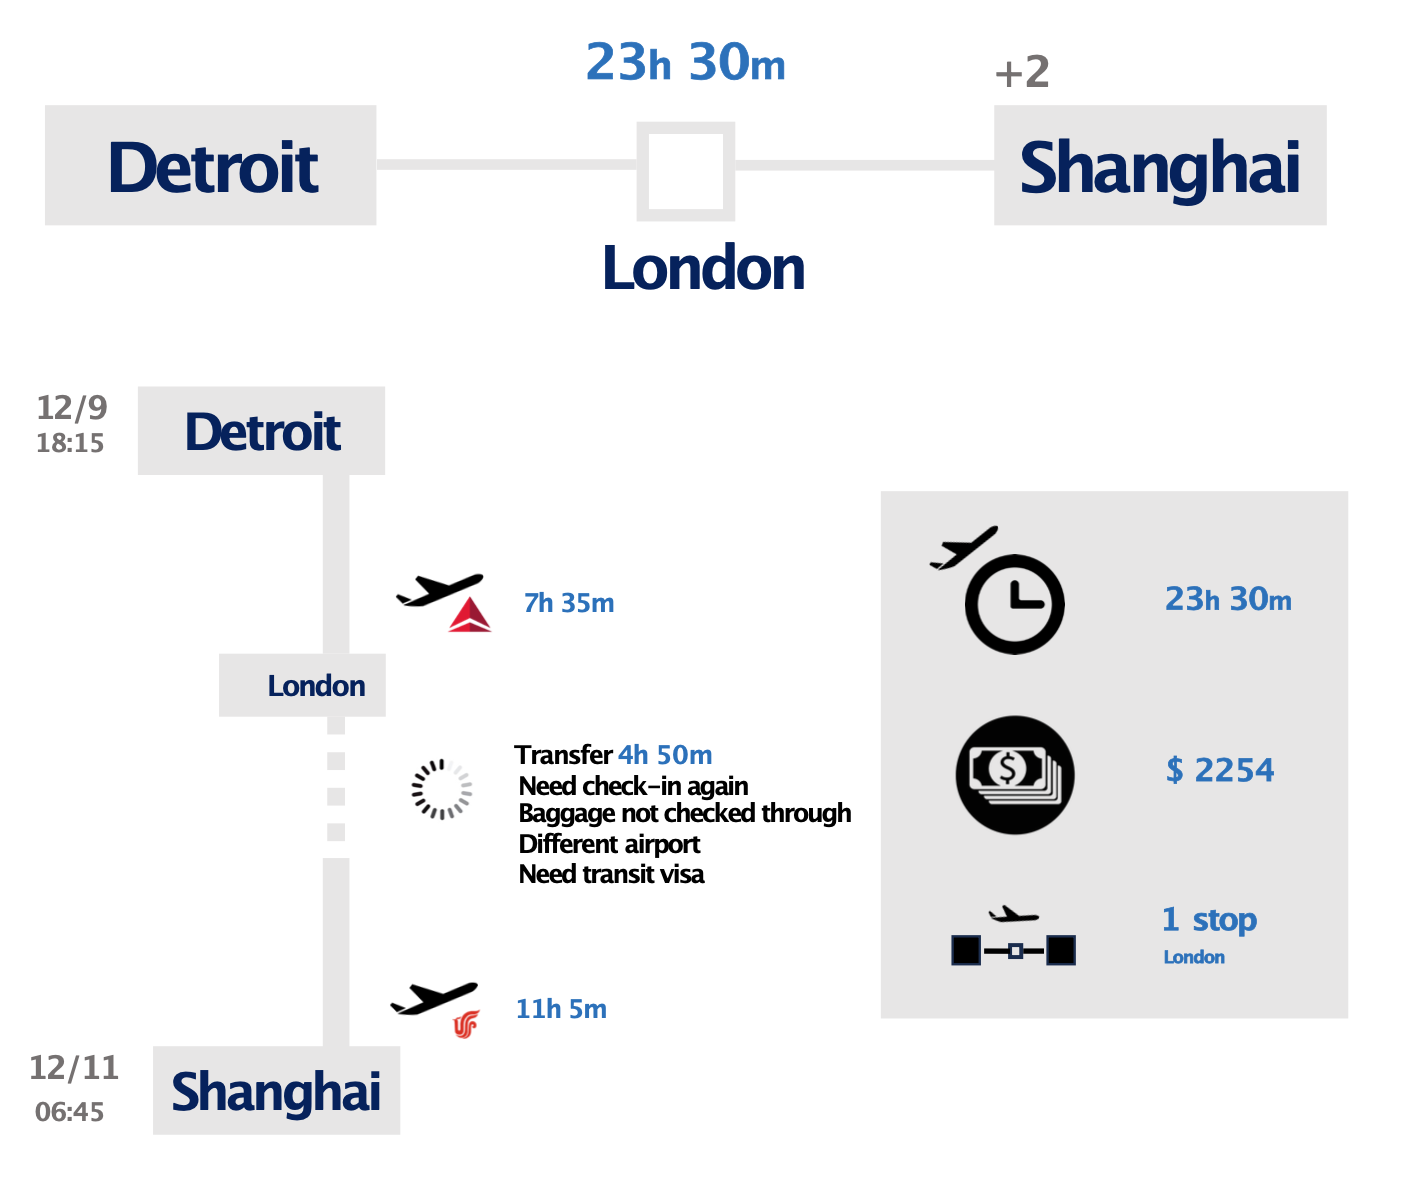 23h 30m
+2
Detroit
Shanghai
London
12/9
18:15
Detroit
7h 35m
London
Transfer 4h 50m
Need check-in again
Baggage not checked through
Different airport
Need transit visa
11h 5m
12/11
06:45
Shanghai
23h 30m
$
$ 2254
1 stop
London